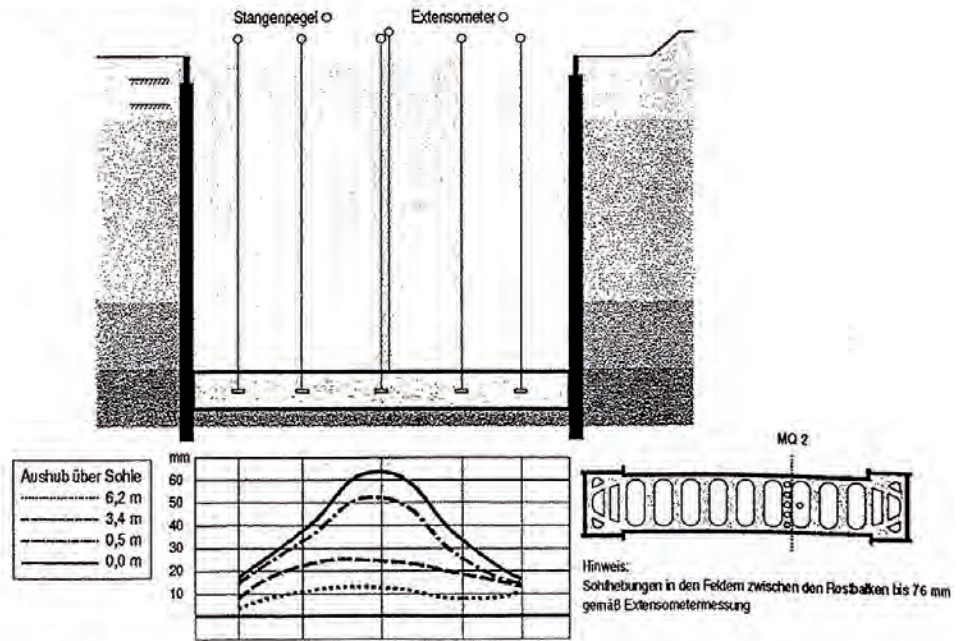 Stangenpegel
Extensometer
Aushub über Sohle
6,2 m
3,4 m
0,5 m
0,0 m
mm
60
50
40
30
20
10
MQ 2
Hinweis:
Sohlhebungen in den Feldern zwischen den Rostbalken bis 76 mm
gemäß Extensometermessung